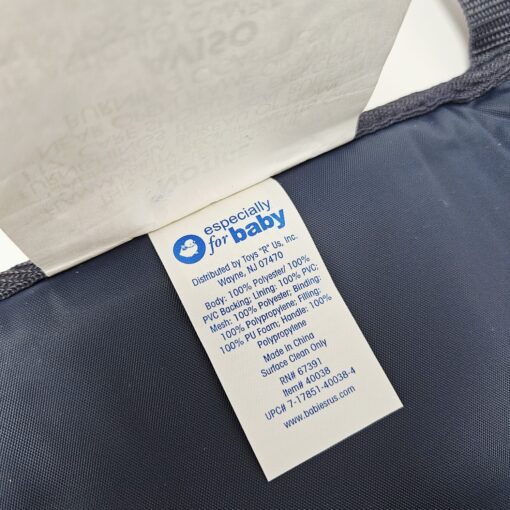 especially
for baby
Distributed by Toys "R" Us, Inc.
Wayne, NJ 07470
Body: 100% Polyester/ 100%
PVC Backing; Lining: 100% PVC;
Mesh: 100% Polyester; Binding:
100% Polypropylene; Filling:
100% PU Foam; Handle: 100%
Polypropylene
Made in China
Surface Clean Only
RN# 67391
Item# 40038
UPC# 7-17851-40038-4
www.babiesrus.com